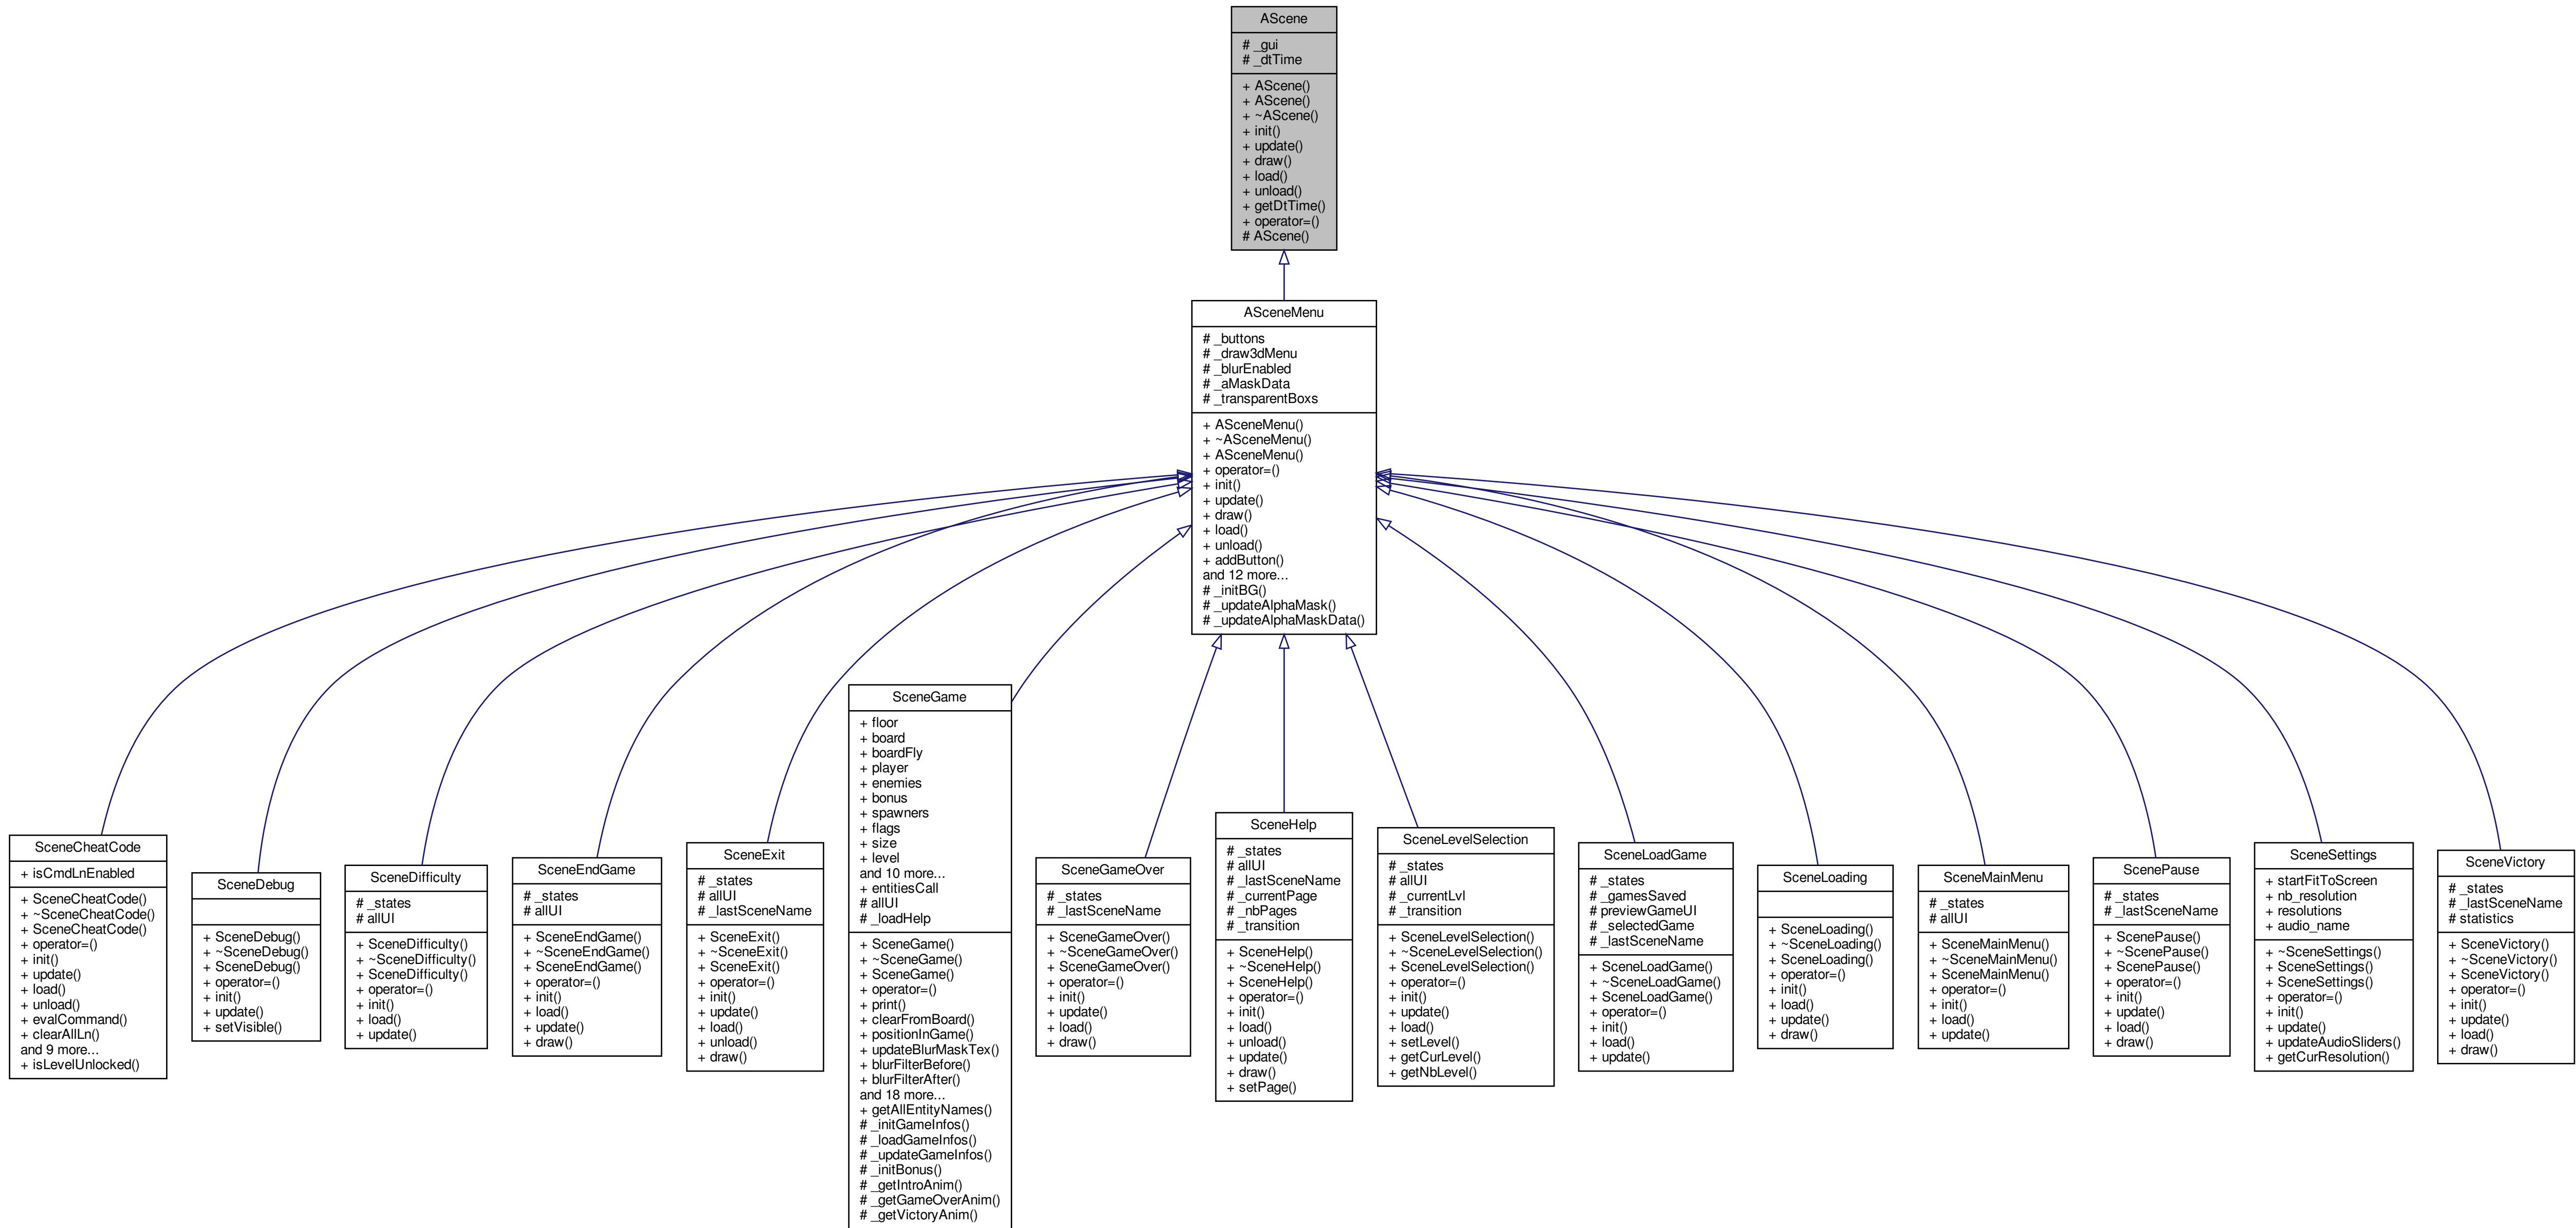 AScene
# _gui
# _dtTime
+ AScene()
+ AScene()
+ ~AScene()
+ init()
+ update()
+ draw()
+ load()
+ unload()
+ getDtTime()
+ operator=()
# AScene()
ASceneMenu
# _buttons
# _draw3dMenu
# _blurEnabled
# _aMaskData
# _transparentBoxs
+ ASceneMenu()
+ ~ASceneMenu()
+ ASceneMenu()
+ operator=()
+ init()
+ update()
+ draw()
+ load()
+ unload()
+ addButton()
and 12 more...
# _initBG()
# _updateAlphaMask()
# _updateAlphaMaskData()
SceneCheatCode
+ isCmdLnEnabled
+ SceneCheatCode()
+ ~SceneCheatCode()
+ SceneCheatCode()
+ operator=()
+ init()
+ update()
+ load()
+ unload()
+ evalCommand()
+ clearAllLn()
and 9 more...
+ isLevelUnlocked()
SceneDebug
+ SceneDebug()
+ ~SceneDebug()
+ SceneDebug()
+ operator=()
+ init()
+ update()
+ setVisible()
SceneDifficulty
# _states
# allUI
+ SceneDifficulty()
+ ~SceneDifficulty()
+ SceneDifficulty()
+ operator=()
+ init()
+ load()
+ update()
SceneEndGame
# _states
# allUI
+ SceneEndGame()
+ ~SceneEndGame()
+ SceneEndGame()
+ operator=()
+ init()
+ load()
+ update()
+ draw()
SceneExit
# _states
# allUI
# _lastSceneName
+ SceneExit()
+ ~SceneExit()
+ SceneExit()
+ operator=()
+ init()
+ update()
+ load()
+ unload()
+ draw()
SceneGame
+ floor
+ board
+ boardFly
+ player
+ enemies
+ bonus
+ spawners
+ flags
+ size
+ level
and 10 more...
+ entitiesCall
# allUI
# _loadHelp
+ SceneGame()
+ ~SceneGame()
+ SceneGame()
+ operator=()
+ print()
+ clearFromBoard()
+ positionInGame()
+ updateBlurMaskTex()
+ blurFilterBefore()
+ blurFilterAfter()
and 18 more...
+ getAllEntityNames()
# _initGameInfos()
# _loadGameInfos()
# _updateGameInfos()
# _initBonus()
# _getIntroAnim()
# _getGameOverAnim()
# _getVictoryAnim()
SceneGameOver
# _states
# _lastSceneName
+ SceneGameOver()
+ ~SceneGameOver()
+ SceneGameOver()
+ operator=()
+ init()
+ update()
+ load()
+ draw()
SceneHelp
# _states
# allUI
# _lastSceneName
# _currentPage
# _nbPages
# _transition
+ SceneHelp()
+ ~SceneHelp()
+ SceneHelp()
+ operator=()
+ init()
+ load()
+ unload()
+ update()
+ draw()
+ setPage()
SceneLevelSelection
# _states
# allUI
# _currentLvl
# _transition
+ SceneLevelSelection()
+ ~SceneLevelSelection()
+ SceneLevelSelection()
+ operator=()
+ init()
+ update()
+ load()
+ setLevel()
+ getCurLevel()
+ getNbLevel()
SceneLoadGame
# _states
# _gamesSaved
# previewGameUI
# _selectedGame
# _lastSceneName
+ SceneLoadGame()
+ ~SceneLoadGame()
+ SceneLoadGame()
+ operator=()
+ init()
+ load()
+ update()
SceneLoading
+ SceneLoading()
+ ~SceneLoading()
+ SceneLoading()
+ operator=()
+ init()
+ load()
+ update()
+ draw()
SceneMainMenu
# _states
# allUI
+ SceneMainMenu()
+ ~SceneMainMenu()
+ SceneMainMenu()
+ operator=()
+ init()
+ load()
+ update()
ScenePause
# _states
# _lastSceneName
+ ScenePause()
+ ~ScenePause()
+ ScenePause()
+ operator=()
+ init()
+ update()
+ load()
+ draw()
SceneSettings
+ startFitToScreen
+ nb_resolution
+ resolutions
+ audio_name
+ ~SceneSettings()
+ SceneSettings()
+ SceneSettings()
+ operator=()
+ init()
+ update()
+ updateAudioSliders()
+ getCurResolution()
SceneVictory
# _states
# _lastSceneName
# statistics
+ SceneVictory()
+ ~SceneVictory()
+ SceneVictory()
+ operator=()
+ init()
+ update()
+ load()
+ draw()